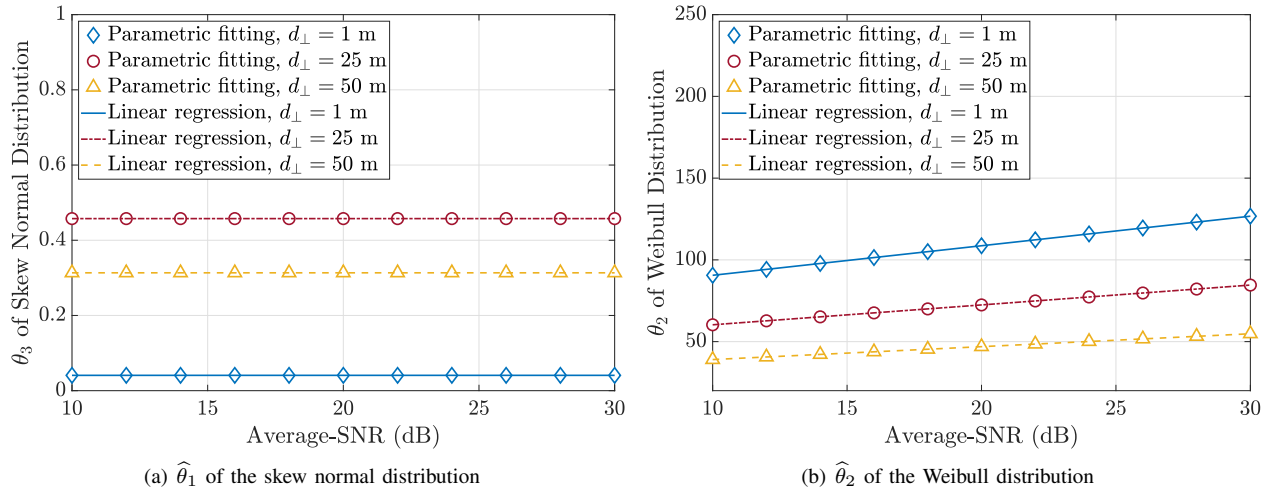 1
0.8
0.6
0.4
0.2
0
10
15
20
25
30
θ₃ of Skew Normal Distribution
Average-SNR (dB)
Parametric fitting, d⊥ = 1 m
Parametric fitting, d⊥ = 25 m
Parametric fitting, d⊥ = 50 m
Linear regression, d⊥ = 1 m
Linear regression, d⊥ = 25 m
Linear regression, d⊥ = 50 m
(a) θ̂₁ of the skew normal distribution
250
200
150
100
50
10
15
20
25
30
θ₂ of Weibull Distribution
Average-SNR (dB)
Parametric fitting, d⊥ = 1 m
Parametric fitting, d⊥ = 25 m
Parametric fitting, d⊥ = 50 m
Linear regression, d⊥ = 1 m
Linear regression, d⊥ = 25 m
Linear regression, d⊥ = 50 m
(b) θ̂₂ of the Weibull distribution